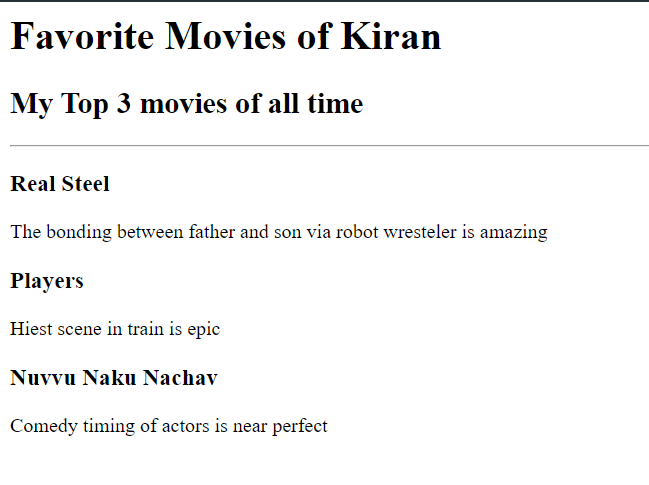 Favorite Movies of Kiran
My Top 3 movies of all time
Real Steel
The bonding between father and son via robot wresteler is amazing
Players
Hiest scene in train is epic
Nuvvu Naku Nachav
Comedy timing of actors is near perfect